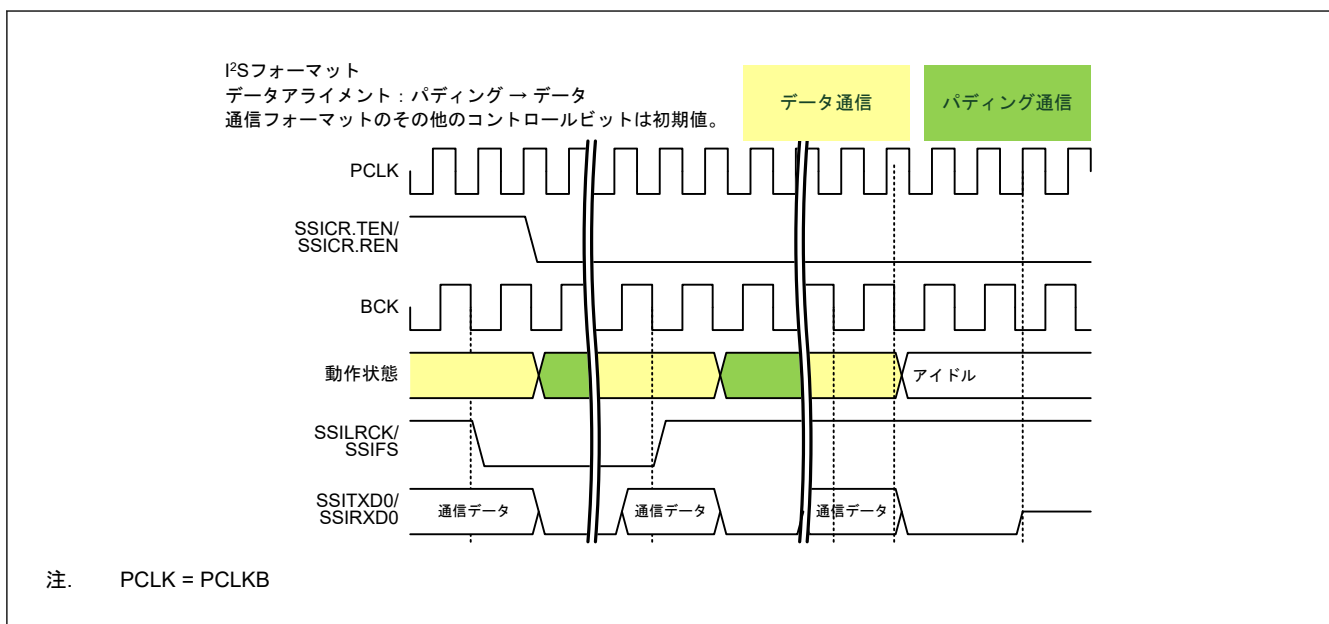 I²Sフォーマット
データアライメント：パディング → データ
通信フォーマットのその他のコントロールビットは初期値。
データ通信
パディング通信
PCLK
SSICR.TEN/
SSICR.REN
BCK
動作状態
アイドル
SSILRCK/
SSIFS
SSITXD0/
SSIRXD0
通信データ
通信データ
通信データ
注. PCLK = PCLKB